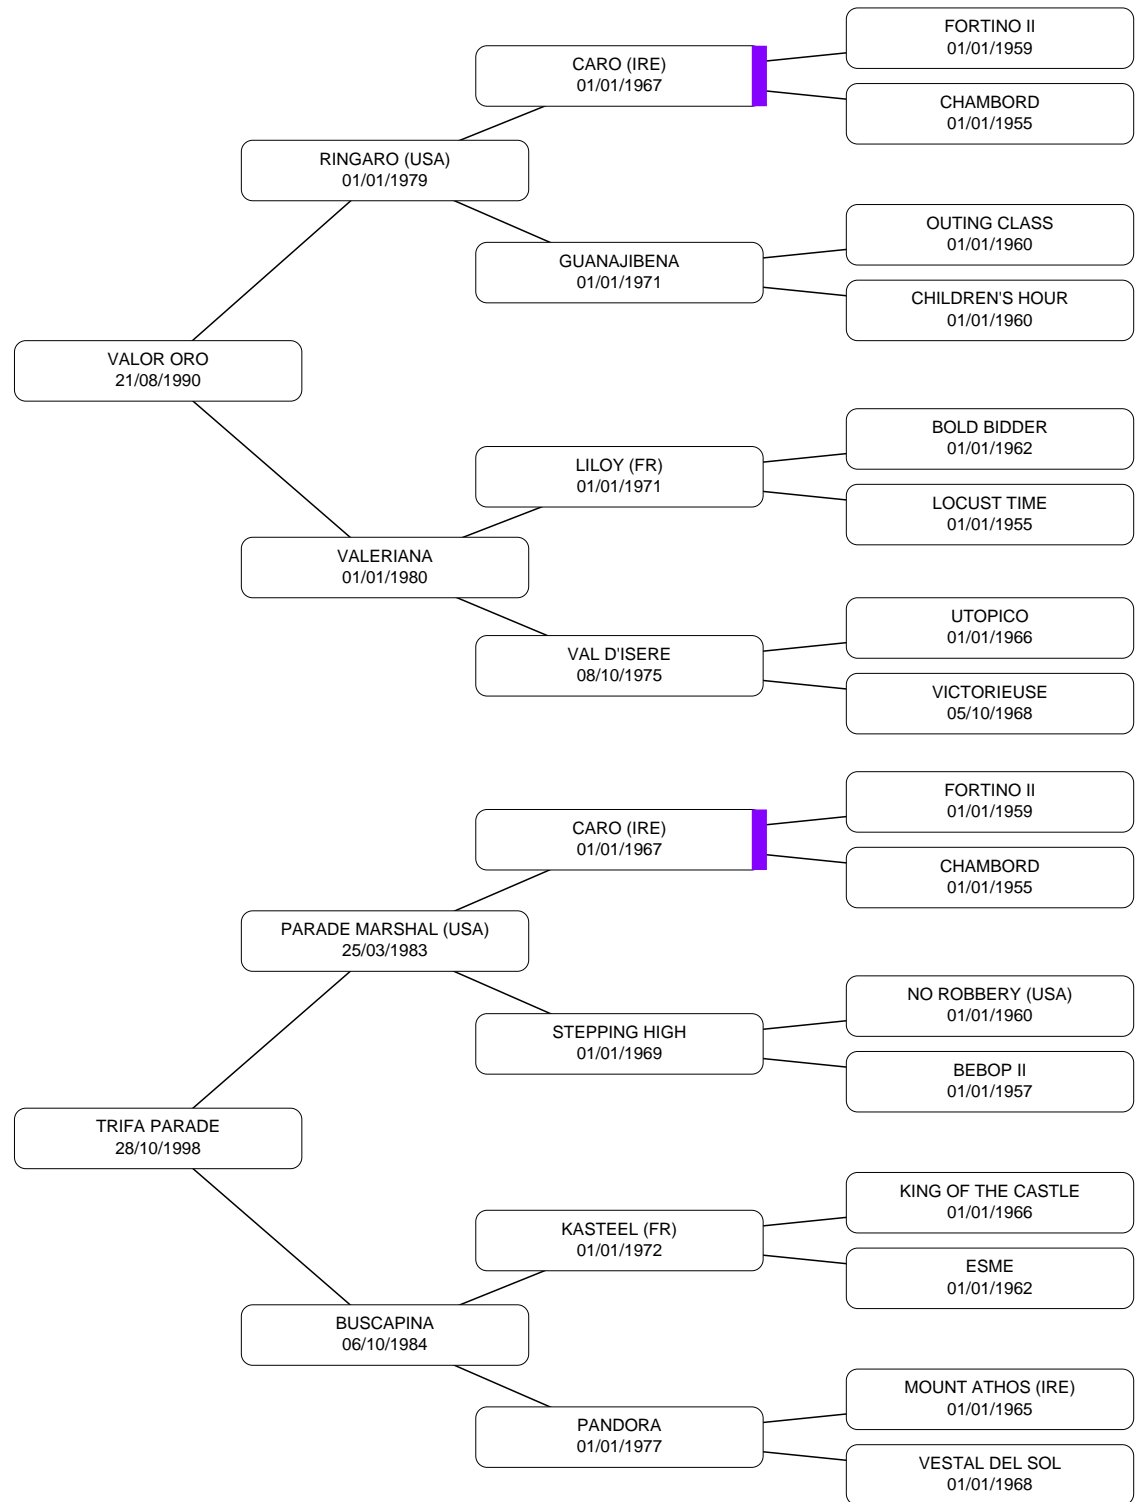 FORTINO II
01/01/1959
CARO (IRE)
01/01/1967
CHAMBORD
01/01/1955
RINGARO (USA)
01/01/1979
OUTING CLASS
01/01/1960
GUANAJIBENA
01/01/1971
CHILDREN'S HOUR
01/01/1960
VALOR ORO
21/08/1990
BOLD BIDDER
01/01/1962
LILOY (FR)
01/01/1971
LOCUST TIME
01/01/1955
VALERIANA
01/01/1980
UTOPICO
01/01/1966
VAL D'ISERE
08/10/1975
VICTORIEUSE
05/10/1968
FORTINO II
01/01/1959
CARO (IRE)
01/01/1967
CHAMBORD
01/01/1955
PARADE MARSHAL (USA)
25/03/1983
NO ROBBERY (USA)
01/01/1960
STEPPING HIGH
01/01/1969
BEBOP II
01/01/1957
TRIFA PARADE
28/10/1998
KING OF THE CASTLE
01/01/1966
KASTEEL (FR)
01/01/1972
ESME
01/01/1962
BUSCAPINA
06/10/1984
MOUNT ATHOS (IRE)
01/01/1965
PANDORA
01/01/1977
VESTAL DEL SOL
01/01/1968